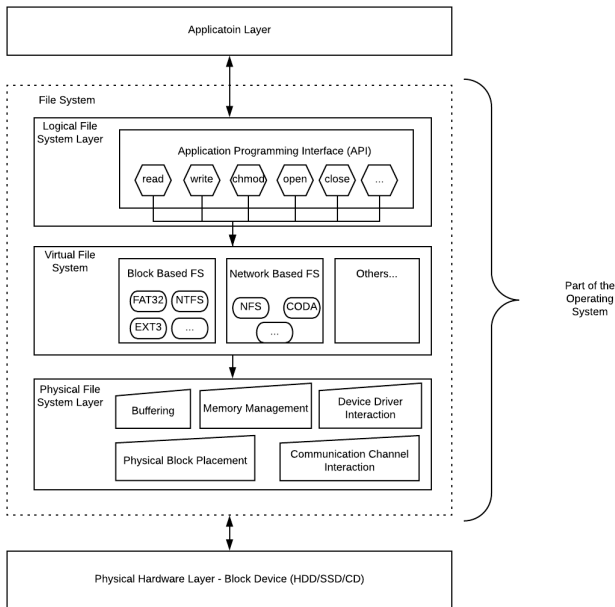 Applicatoin Layer
File System
Logical File
System Layer
Application Programming Interface (API)
read
write
chmod
open
close
...
Virtual File
System
Block Based FS
FAT32
NTFS
EXT3
...
Network Based FS
NFS
CODA
...
Others...
Part of the
Operating
System
Physical File
System Layer
Buffering
Memory Management
Device Driver
Interaction
Physical Block Placement
Communication Channel
Interaction
Physical Hardware Layer - Block Device (HDD/SSD/CD)